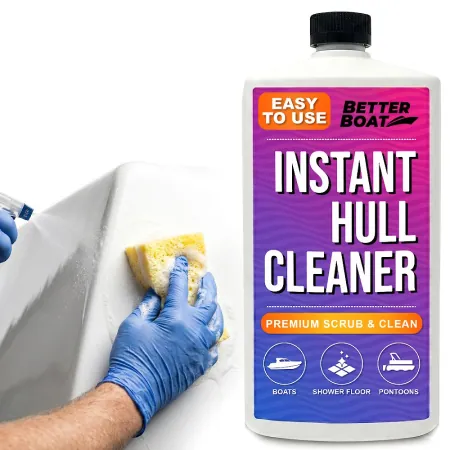 EASY
TO USE
BETTER
BOAT
INSTANT
HULL
CLEANER
PREMIUM SCRUB & CLEAN
BOATS
SHOWER FLOOR
PONTOONS